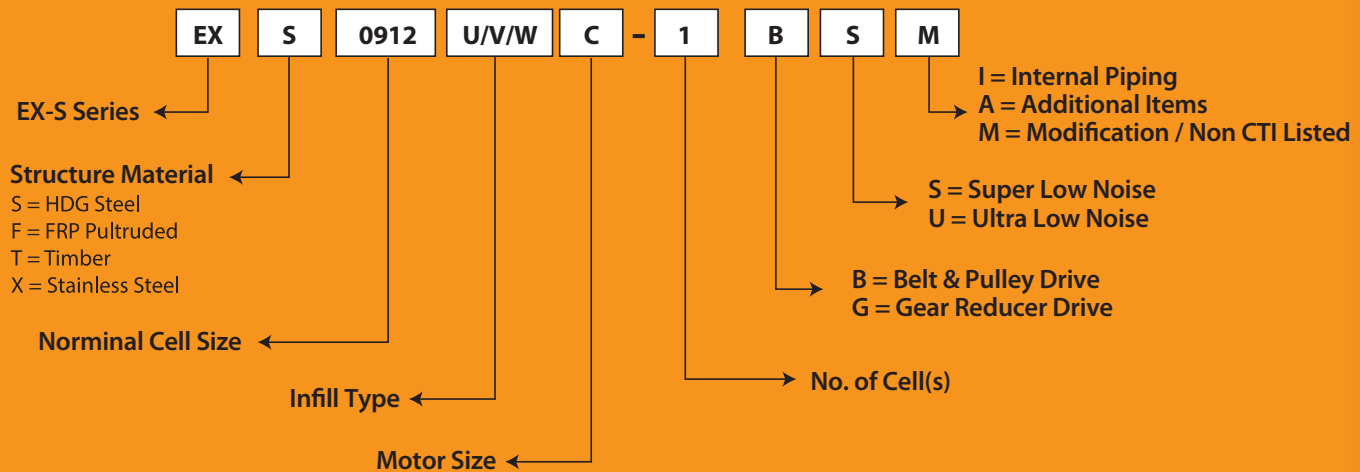 EX S 0912 U/V/W C - 1 B S M
I = Internal Piping
A = Additional Items
M = Modification / Non CTI Listed
EX-S Series
Structure Material
S = HDG Steel
F = FRP Pultruded
T = Timber
X = Stainless Steel
S = Super Low Noise
U = Ultra Low Noise
B = Belt & Pulley Drive
G = Gear Reducer Drive
Norminal Cell Size
No. of Cell(s)
Infill Type
Motor Size